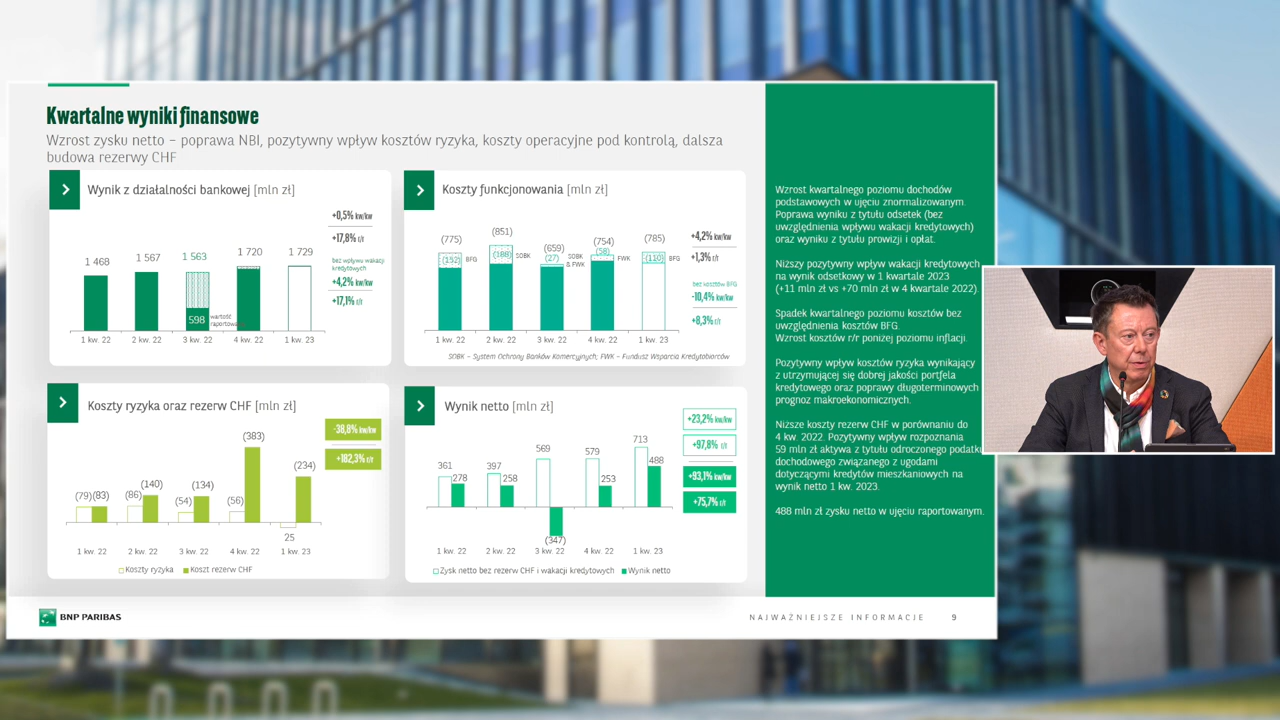 Kwartalne wyniki finansowe
Wzrost zysku netto – poprawa NBI, pozytywny wpływ kosztów ryzyka, koszty operacyjne pod kontrolą, dalsza
budowa rezerwy CHF
Wynik z działalności bankowej [mln zł]
+0,5% kw/kw
+17,8% r/r
bez wpływu wakacji
kredytowych
+4,2% kw/kw
+17,1% r/r
1 468
1 567
1 563
1 720
1 729
598
wartość
1 kw. 22
2 kw. 22
3 kw. 22
4 kw. 22
1 kw. 23
Koszty funkcjonowania [mln zł]
(775)
(851)
(659)
(754)
(785)
(152) BFG
(188) SOBK
(27) SOBK
& FWK
(58) FWK
(110) BFG
+4,2% kw/kw
+1,3% r/r
bez kosztów BFG
-10,4% kw/kw
+8,3% r/r
1 kw. 22
2 kw. 22
3 kw. 22
4 kw. 22
1 kw. 23
SOBK – System Ochrony Banków Komercyjnych; FWK – Fundusz Wsparcia Kredytobiorców
Koszty ryzyka oraz rezerw CHF [mln zł]
-38,8% kw/kw
+182,3% r/r
(79)(83)
(86)
(140)
(54)
(134)
(56)
(383)
25
(234)
1 kw. 22
2 kw. 22
3 kw. 22
4 kw. 22
1 kw. 23
Koszty ryzyka
Koszt rezerw CHF
Wynik netto [mln zł]
+23,2% kw/kw
+97,8% r/r
+93,1% kw/kw
+75,7% r/r
361
278
397
258
569
(347)
579
253
713
488
1 kw. 22
2 kw. 22
3 kw. 22
4 kw. 22
1 kw. 23
Zysk netto bez rezerw CHF i wakacji kredytowych
Wynik netto
Wzrost kwartalnego poziomu dochodów
podstawowych w ujęciu znormalizowanym.
Poprawa wyniku z tytułu odsetek (bez
uwzględnienia wpływu wakacji kredytowych)
oraz wyniku z tytułu prowizji i opłat.
Niższy pozytywny wpływ wakacji kredytowych
na wynik odsetkowy w 1 kwartale 2023
(+11 mln zł vs +70 mln zł w 4 kwartale 2022).
Spadek kwartalnego poziomu kosztów bez
uwzględnienia kosztów BFG.
Wzrost kosztów r/r poniżej poziomu inflacji.
Pozytywny wpływ kosztów ryzyka wynikający
z utrzymującej się dobrej jakości portfela
kredytowego oraz poprawy długoterminowych
prognoz makroekonomicznych.
Niższe koszty rezerw CHF w porównaniu do
4 kw. 2022. Pozytywny wpływ rozpoznania
59 mln zł aktywa z tytułu odroczonego podatku
dochodowego związanego z ugodami
dotyczącymi kredytów mieszkaniowych na
wynik netto 1 kw. 2023.
488 mln zł zysku netto w ujęciu raportowanym.
BNP PARIBAS
NAJWAŻNIEJSZE INFORMACJE 9